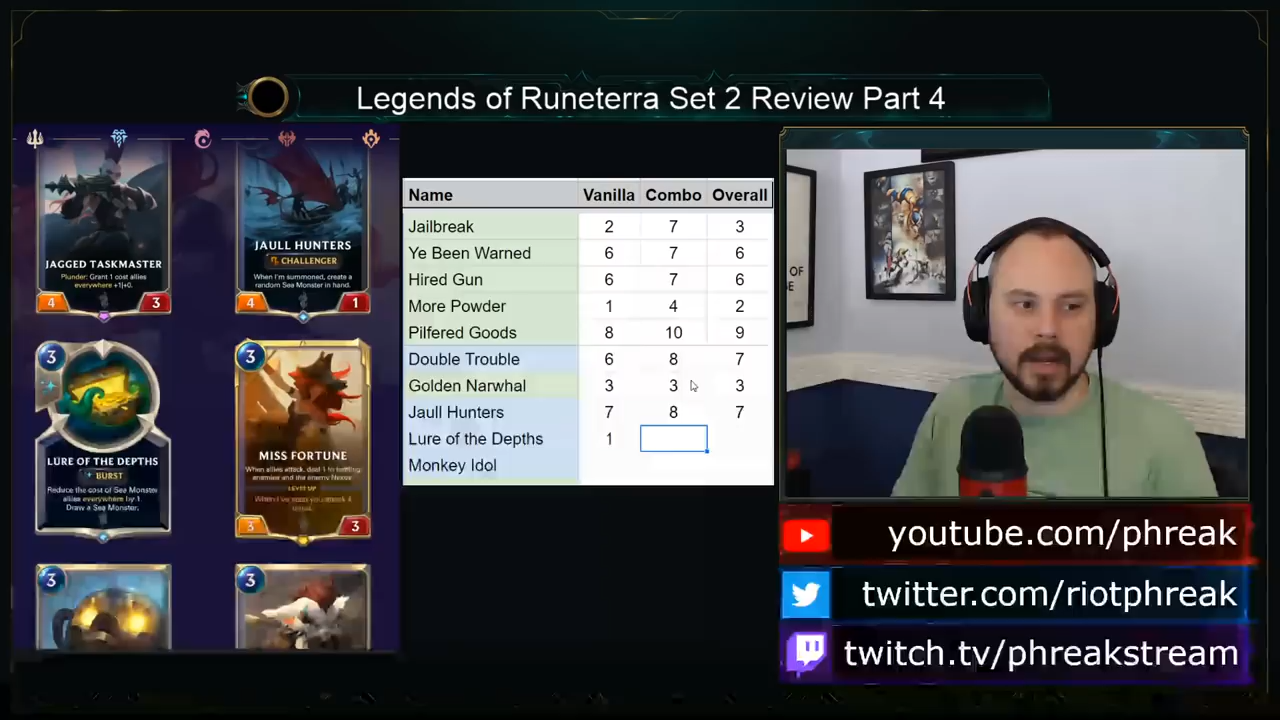 Legends of Runeterra Set 2 Review Part 4
JAGGED TASKMASTER
Plunder: Grant 1 cost allies
everywhere +1|+0.
4 3
JAULL HUNTERS
CHALLENGER
When I'm summoned, create a
random Sea Monster in hand.
4 1
3
LURE OF THE DEPTHS
BURST
Reduce the cost of Sea Monster
allies everywhere by 1.
Draw a Sea Monster.
3
MISS FORTUNE
When allies attack, deal 1 to battling
enemies and the enemy Nexus.
LEVEL UP
3 3
3
3
Name Vanilla Combo Overall
Jailbreak 2 7 3
Ye Been Warned 6 7 6
Hired Gun 6 7 6
More Powder 1 4 2
Pilfered Goods 8 10 9
Double Trouble 6 8 7
Golden Narwhal 3 3 3
Jaull Hunters 7 8 7
Lure of the Depths 1
Monkey Idol
OF
youtube.com/phreak
twitter.com/riotphreak
twitch.tv/phreakstream